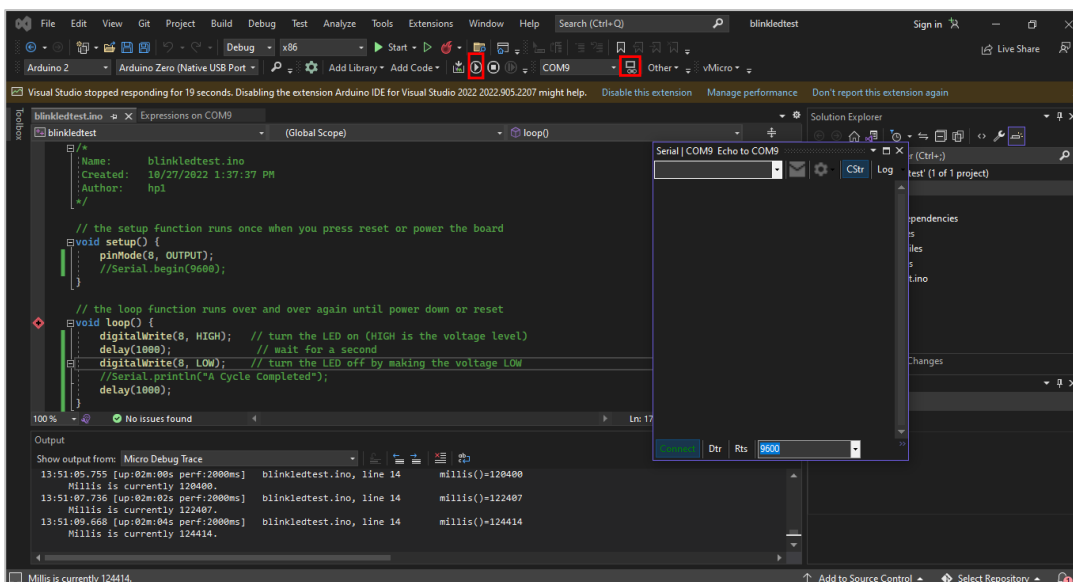 File Edit View Git Project Build Debug Test Analyze Tools Extensions Window Help Search (Ctrl+Q) blinkledtest Sign in
Debug x86 Start Live Share
Arduino 2 Arduino Zero (Native USB Port Add Library Add Code COM9 Other vMicro
Visual Studio stopped responding for 19 seconds. Disabling the extension Arduino IDE for Visual Studio 2022 2022.905.2207 might help. Disable this extension Manage performance Don't report this extension again
Toolbox
blinkledtest.ino Expressions on COM9
blinkledtest (Global Scope) loop()
/*
Name: blinkledtest.ino
Created: 10/27/2022 1:37:37 PM
Author: hp1
*/
// the setup function runs once when you press reset or power the board
void setup() {
pinMode(8, OUTPUT);
//Serial.begin(9600);
}
// the loop function runs over and over again until power down or reset
void loop() {
digitalWrite(8, HIGH); // turn the LED on (HIGH is the voltage level)
delay(1000); // wait for a second
digitalWrite(8, LOW); // turn the LED off by making the voltage LOW
//Serial.println("A Cycle Completed");
delay(1000);
}
100 % No issues found Ln: 17
Output
Show output from: Micro Debug Trace
13:51:05.755 [up:02m:00s perf:2000ms] blinkledtest.ino, line 14 millis()=120400
Millis is currently 120400.
13:51:07.736 [up:02m:02s perf:2000ms] blinkledtest.ino, line 14 millis()=122407
Millis is currently 122407.
13:51:09.668 [up:02m:04s perf:2000ms] blinkledtest.ino, line 14 millis()=124414
Millis is currently 124414.
Serial | COM9 Echo to COM9
CStr Log
Connect Dtr Rts 9600
Solution Explorer
r (Ctrl+;)
test' (1 of 1 project)
ependencies
es
iles
s
t.ino
Changes
Millis is currently 124414. Add to Source Control Select Repository